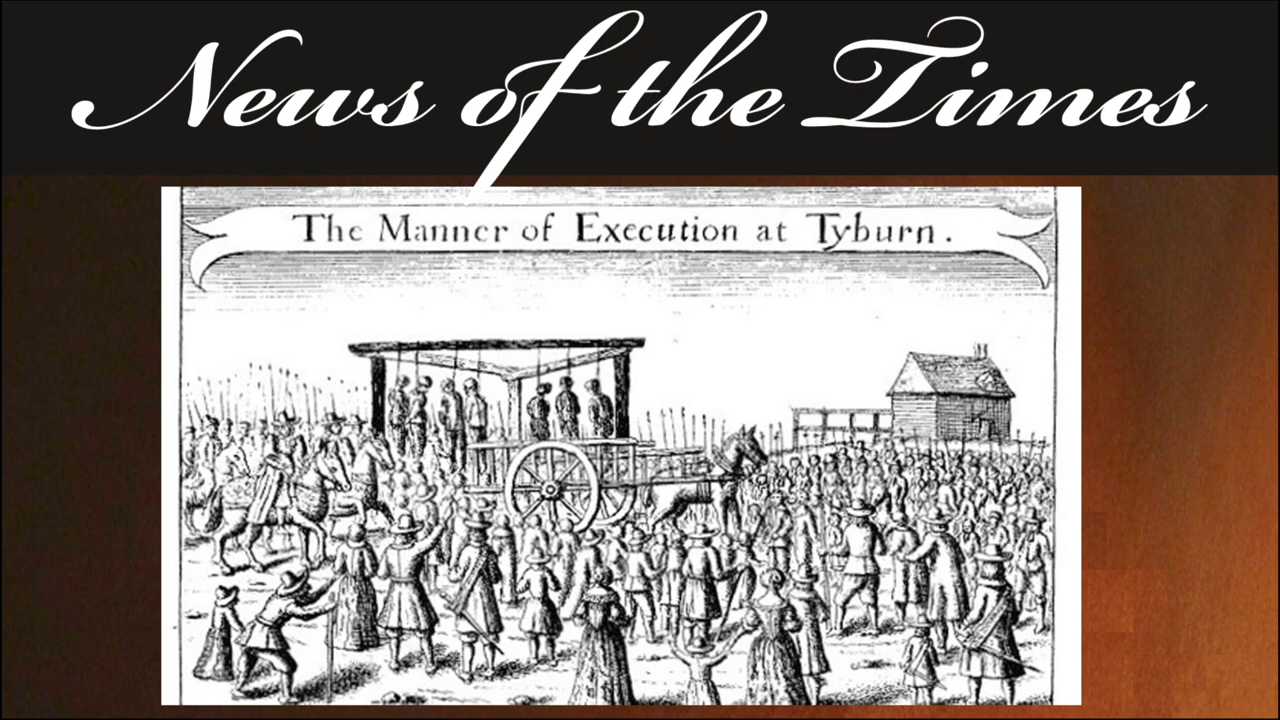 News of the Times
The Manner of Execution at Tyburn.